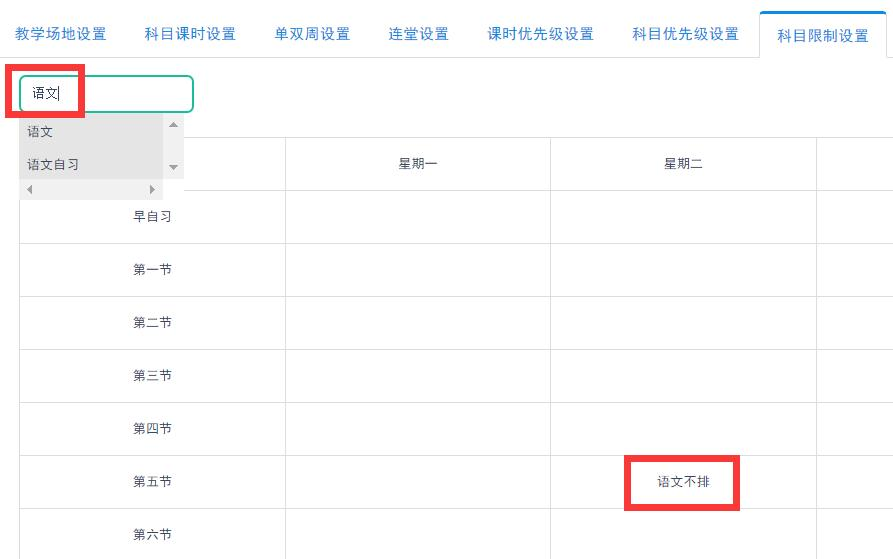 教学场地设置 科目课时设置 单双周设置 连堂设置 课时优先级设置 科目优先级设置 科目限制设置
语文
语文
语文自习
星期一 星期二
早自习
第一节
第二节
第三节
第四节
第五节 语文不排
第六节